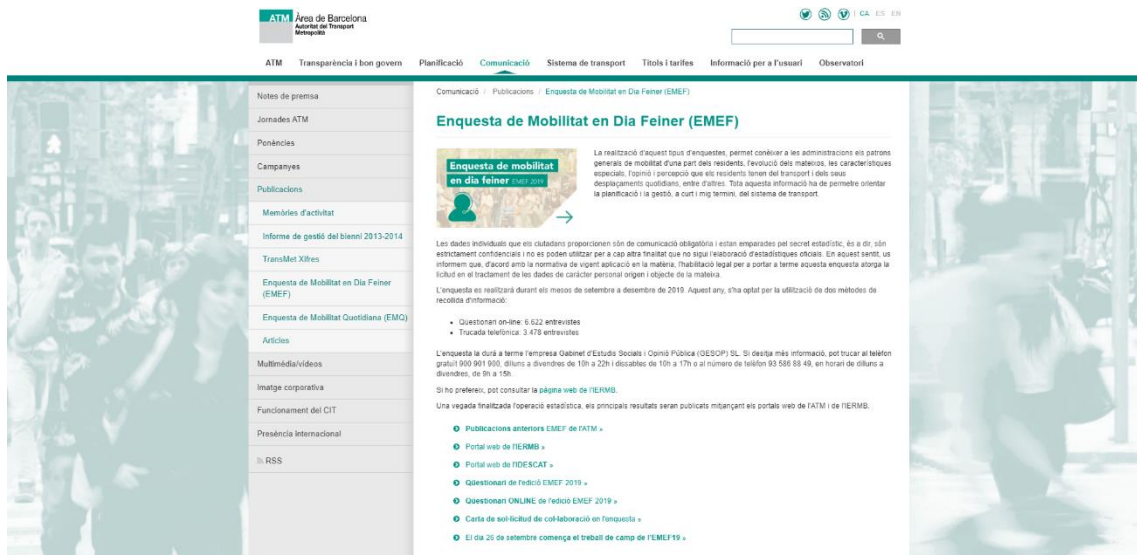 ATM Àrea de Barcelona
Autoritat del Transport
Metropolità
CA ES EN
ATM Transparència i bon govern Planificació Comunicació Sistema de transport Títols i tarifes Informació per a l'usuari Observatori
Notes de premsa
Jornades ATM
Ponències
Campanyes
Publicacions
Memòries d'activitat
Informe de gestió del bienni 2013-2014
TransMet Xifres
Enquesta de Mobilitat en Dia Feiner
(EMEF)
Enquesta de Mobilitat Quotidiana (EMQ)
Articles
Multimèdia/vídeos
Imatge corporativa
Funcionament del CIT
Presència internacional
RSS
Comunicació / Publicacions / Enquesta de Mobilitat en Dia Feiner (EMEF)
Enquesta de Mobilitat en Dia Feiner (EMEF)
Enquesta de mobilitat
en dia feiner EMEF 2019
La realització d'aquest tipus d'enquestes, permet conèixer a les administracions els patrons
generals de mobilitat d'una part dels residents, l'evolució dels mateixos, les característiques
especials, l'opinió i percepció que els residents tenen del transport i dels seus
desplaçaments quotidians, entre d'altres. Tota aquesta informació ha de permetre orientar
la planificació i la gestió, a curt i mig termini, del sistema de transport.
Les dades individuals que els ciutadans proporcionen són de comunicació obligatòria i estan emparades pel secret estadístic, és a dir, són
estrictament confidencials i no es poden utilitzar per a cap altra finalitat que no sigui l'elaboració d'estadístiques oficials. En aquest sentit, us
informem que, d'acord amb la normativa de vigent aplicació en la matèria, l'habilitació legal per a portar a terme aquesta enquesta atorga la
licitud en el tractament de les dades de caràcter personal origen i objecte de la mateixa.
L'enquesta es realitzarà durant els mesos de setembre a desembre de 2019. Aquest any, s'ha optat per la utilització de dos mètodes de
recollida d'informació:
Qüestionari on-line: 6.622 entrevistes
Trucada telefònica: 3.478 entrevistes
L'enquesta la durà a terme l'empresa Gabinet d'Estudis Socials i Opinió Pública (GESOP) SL. Si desitja més informació, pot trucar al telèfon
gratuït 900 901 900, dilluns a divendres de 10h a 22h i dissabtes de 10h a 17h o al número de telèfon 93 586 88 49, en horari de dilluns a
divendres, de 9h a 15h.
Si ho prefereix, pot consultar la pàgina web de l'IERMB.
Una vegada finalitzada l'operació estadística, els principals resultats seran publicats mitjançant els portals web de l'ATM i de l'IERMB.
Publicacions anteriors EMEF de l'ATM »
Portal web de l'IERMB »
Portal web de l'IDESCAT »
Qüestionari de l'edició EMEF 2019 »
Qüestionari ONLINE de l'edició EMEF 2019 »
Carta de sol·licitud de col·laboració en l'enquesta »
El dia 26 de setembre comença el treball de camp de l'EMEF19 »